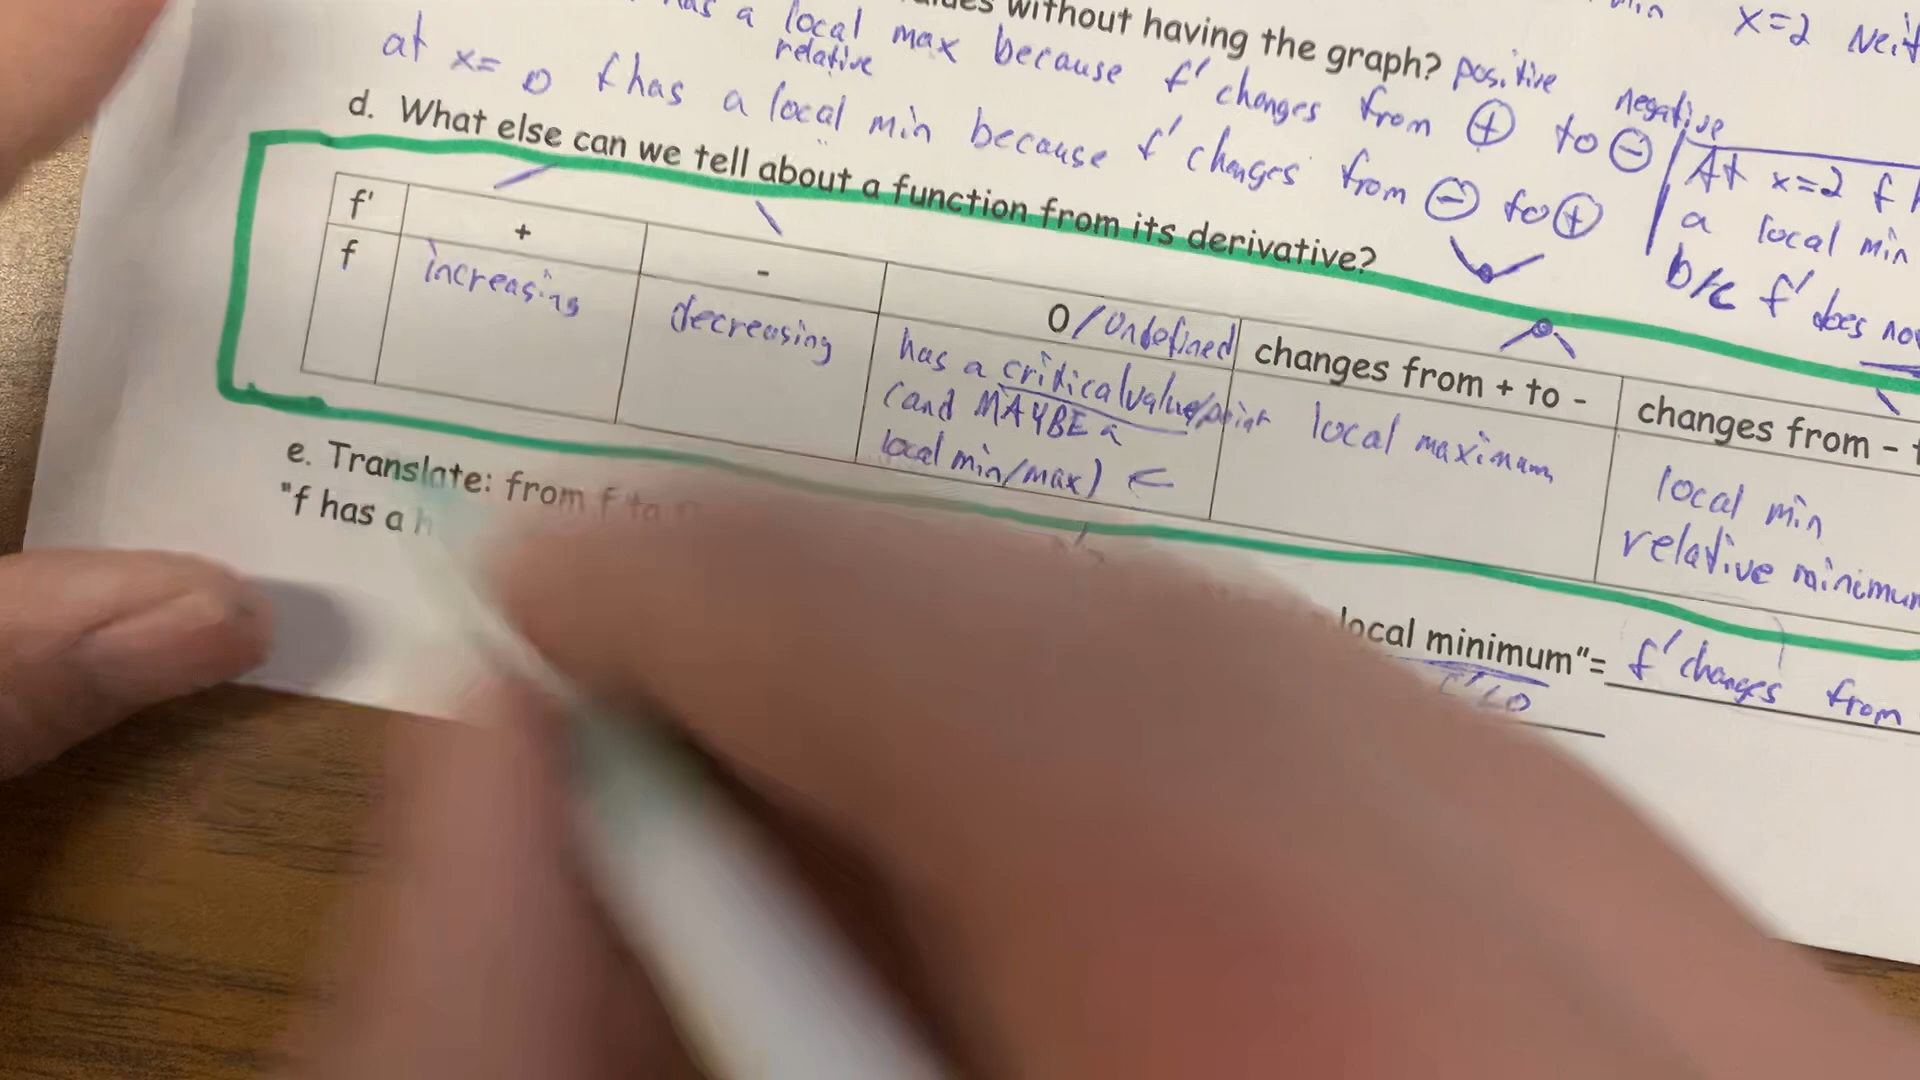 without having the graph? positive negative
x=2
has a local max because f' changes from ⊕ to ⊖
relative
at x=0 f has a local min because f' changes from ⊖ to ⊕
At x=2 f
a local min
b/c f' does
d. What else can we tell about a function from its derivative?
f' + - 0/undefined changes from + to - changes from -
f increasing decreasing has a critical value/point local maximum local min
(and MAYBE a relative minimum
local min/max) ←
e. Translate: from f to
"f has a
local minimum"= f' changes from